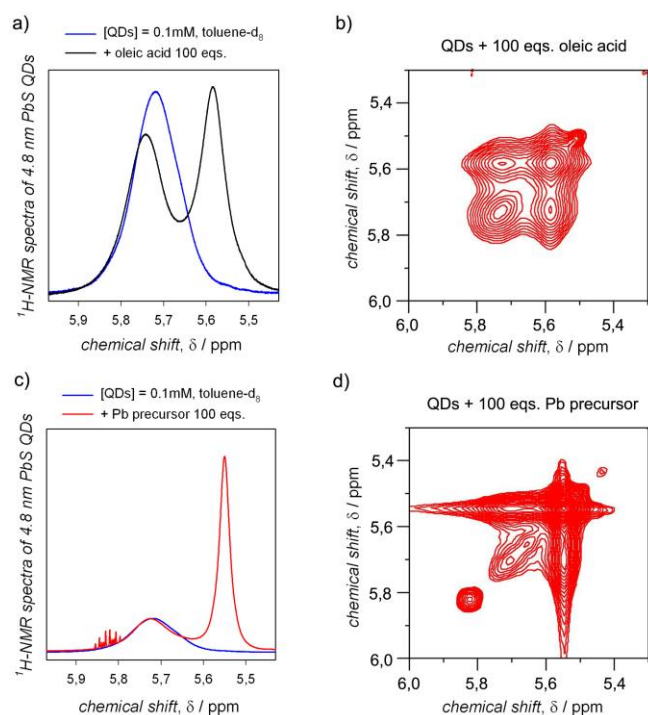 a)
[QDs] = 0.1mM, toluene-d₈
+ oleic acid 100 eqs.
¹H-NMR spectra of 4.8 nm PbS QDs
5,9 5,8 5,7 5,6 5,5
chemical shift, δ / ppm
b)
QDs + 100 eqs. oleic acid
chemical shift, δ / ppm
5,4
5,6
5,8
6,0
6,0 5,8 5,6 5,4
chemical shift, δ / ppm
c)
[QDs] = 0.1mM, toluene-d₈
+ Pb precursor 100 eqs.
¹H-NMR spectra of 4.8 nm PbS QDs
5,9 5,8 5,7 5,6 5,5
chemical shift, δ / ppm
d)
QDs + 100 eqs. Pb precursor
chemical shift, δ / ppm
5,4
5,6
5,8
6,0
6,0 5,8 5,6 5,4
chemical shift, δ / ppm